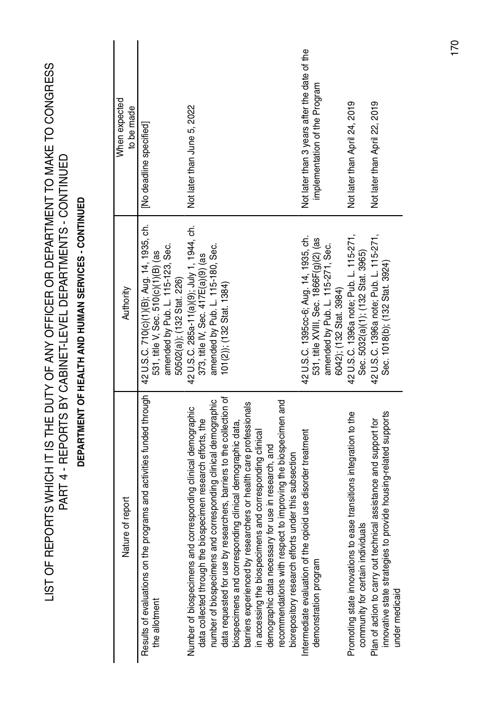 LIST OF REPORTS WHICH IT IS THE DUTY OF ANY OFFICER OR DEPARTMENT TO MAKE TO CONGRESS
PART 4 - REPORTS BY CABINET-LEVEL DEPARTMENTS - CONTINUED
DEPARTMENT OF HEALTH AND HUMAN SERVICES - CONTINUED
Nature of report
Authority
When expected
to be made
Results of evaluations on the programs and activities funded through
the allotment
42 U.S.C. 710(c)(1)(B); Aug. 14, 1935, ch.
531, title V, Sec. 510(c)(1)(B) (as
amended by Pub. L. 115-123, Sec.
50502(a)); (132 Stat. 226)
[No deadline specified]
Number of biospecimens and corresponding clinical demographic
data collected through the biospecimen research efforts, the
number of biospecimens and corresponding clinical demographic
data requested for use by researchers, barriers to the collection of
biospecimens and corresponding clinical demographic data,
barriers experienced by researchers or health care professionals
in accessing the biospecimens and corresponding clinical
demographic data necessary for use in research, and
recommendations with respect to improving the biospecimen and
biorepository research efforts under this subsection
42 U.S.C. 285a-11(a)(9); July 1, 1944, ch.
373, title IV, Sec. 417E(a)(9) (as
amended by Pub. L. 115-180, Sec.
101(2)); (132 Stat. 1384)
Not later than June 5, 2022
Intermediate evaluation of the opioid use disorder treatment
demonstration program
42 U.S.C. 1395cc-6; Aug. 14, 1935, ch.
531, title XVIII, Sec. 1866F(g)(2) (as
amended by Pub. L. 115-271, Sec.
6042); (132 Stat. 3984)
Not later than 3 years after the date of the
implementation of the Program
Promoting state innovations to ease transitions integration to the
community for certain individuals
42 U.S.C. 1396a note; Pub. L. 115-271,
Sec. 5032(a)(1); (132 Stat. 3965)
Not later than April 24, 2019
Plan of action to carry out technical assistance and support for
innovative state strategies to provide housing-related supports
under medicaid
42 U.S.C. 1396a note; Pub. L. 115-271,
Sec. 1018(b); (132 Stat. 3924)
Not later than April 22, 2019
170